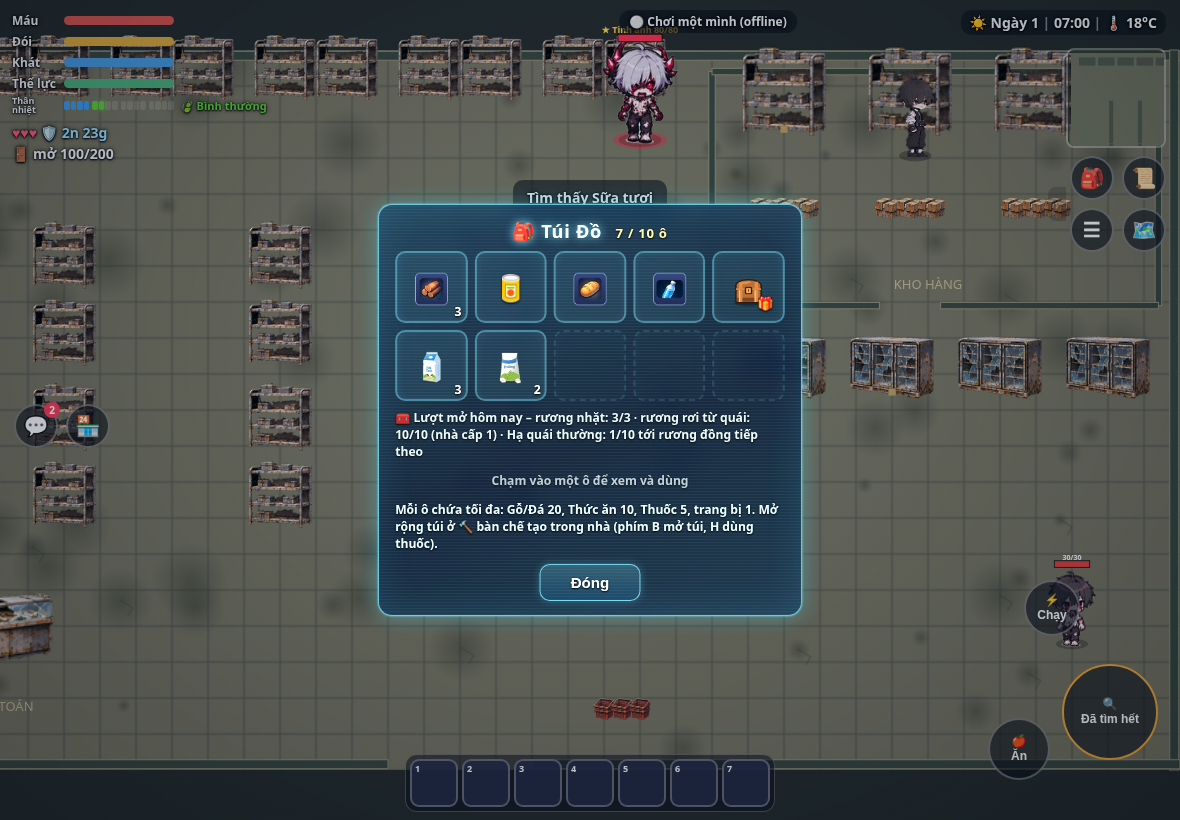 Máu
Đói
Khát
Thể lực
Thân nhiệt
Bình thường
2n 23g
mở 100/200
★ Tinh anh 80/80
Chơi một mình (offline)
Ngày 1 | 07:00 | 18°C
Tìm thấy Sữa tươi
Túi Đồ 7 / 10 ô
3
3
2
Lượt mở hôm nay – rương nhặt: 3/3 · rương rơi từ quái:
10/10 (nhà cấp 1) · Hạ quái thường: 1/10 tới rương đồng tiếp
theo
Chạm vào một ô để xem và dùng
Mỗi ô chứa tối đa: Gỗ/Đá 20, Thức ăn 10, Thuốc 5, trang bị 1. Mở
rộng túi ở 🔨 bàn chế tạo trong nhà (phím B mở túi, H dùng
thuốc).
Đóng
KHO HÀNG
2
24
30/30
Chạy
TOÁN
Đã tìm hết
Ăn
1 2 3 4 5 6 7